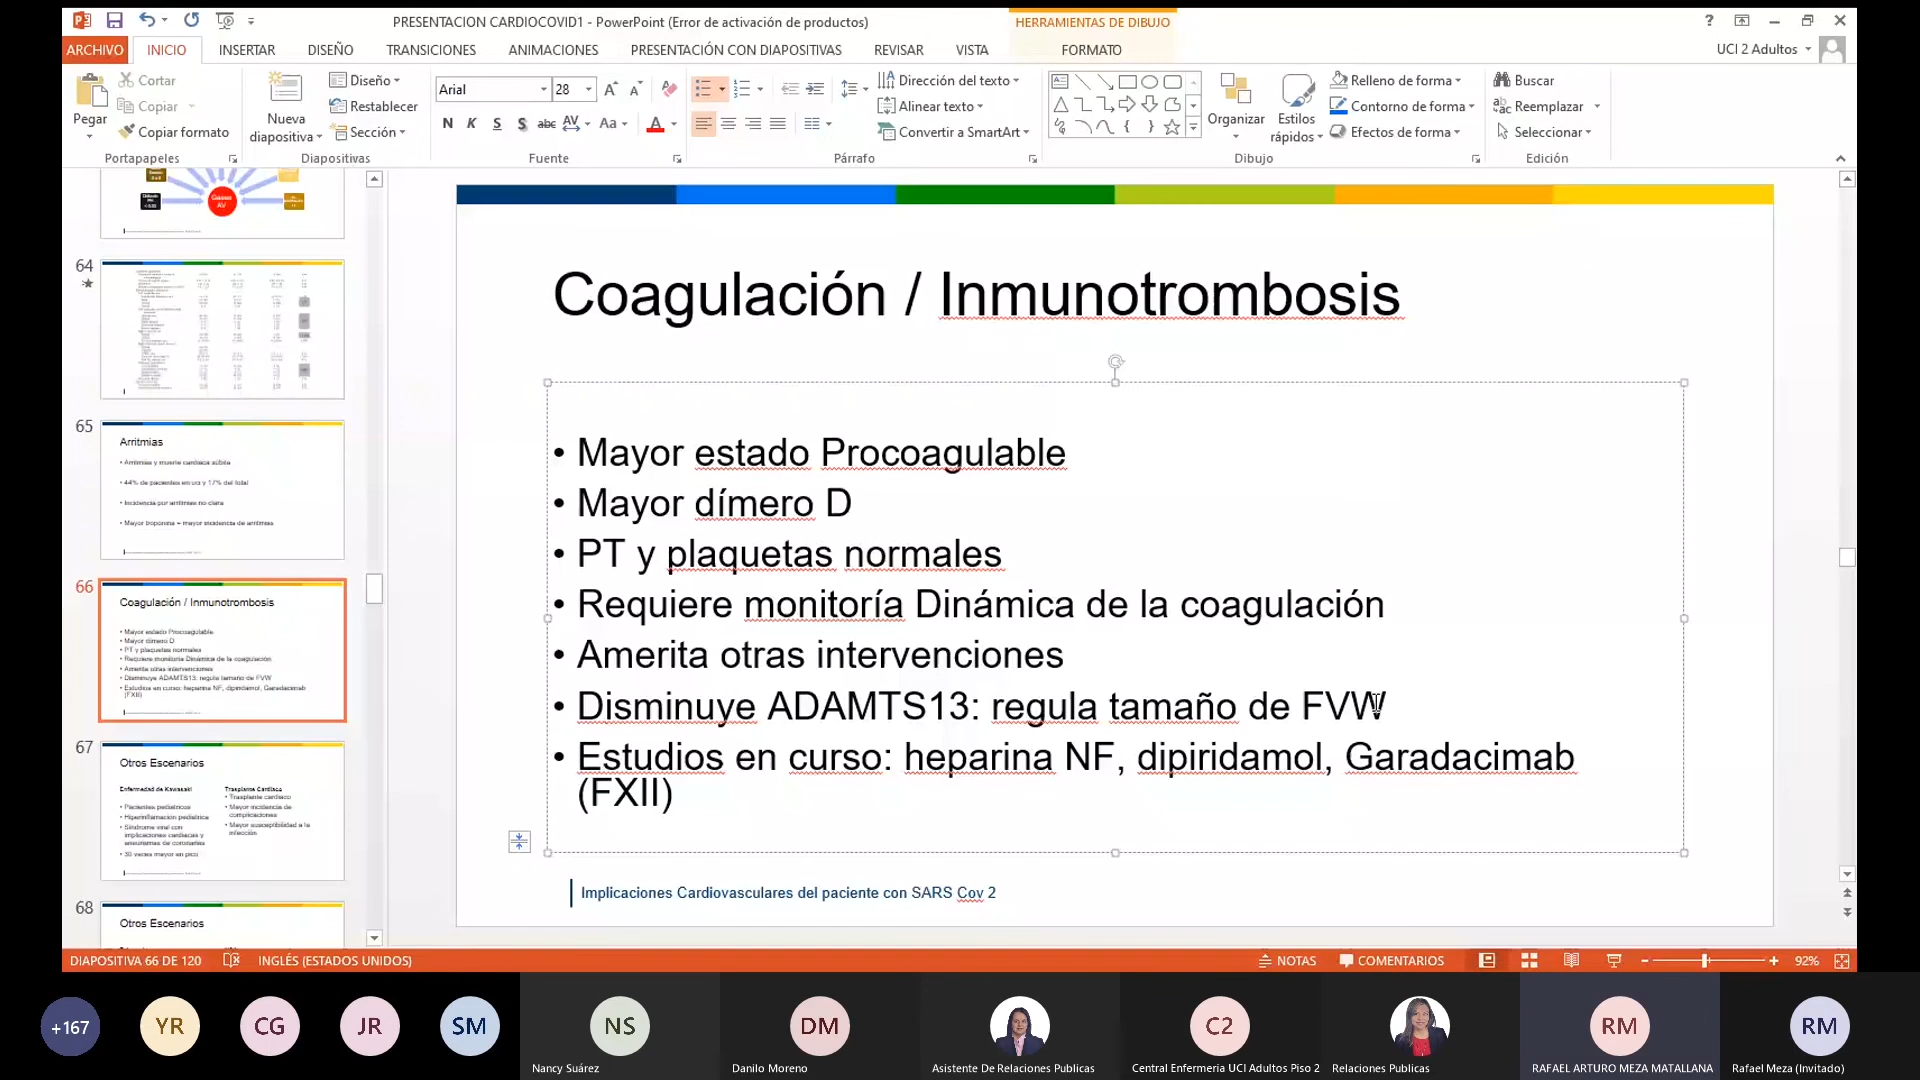 PRESENTACION CARDIOCOVID1 - PowerPoint (Error de activación de productos)
HERRAMIENTAS DE DIBUJO
?
ARCHIVO INICIO INSERTAR DISEÑO TRANSICIONES ANIMACIONES PRESENTACIÓN CON DIAPOSITIVAS REVISAR VISTA FORMATO
UCI 2 Adultos
Pegar
Cortar
Copiar
Copiar formato
Portapapeles
Nueva diapositiva
Diseño
Restablecer
Sección
Diapositivas
Arial 28
N K S S abc AV Aa A
Fuente
Párrafo
Dirección del texto
Alinear texto
Convertir a SmartArt
Organizar
Estilos rápidos
Relleno de forma
Contorno de forma
Efectos de forma
Dibujo
Buscar
Reemplazar
Seleccionar
Edición
64
65
Arritmias
• Arritmias y muerte cardiaca súbita
• 44% de pacientes en uci y 17% del total
• Incidencia por arritmias no clara
• Mayor troponina = mayor incidencia de arritmias
66
Coagulación / Inmunotrombosis
• Mayor estado Procoagulable
• Mayor dímero D
• PT y plaquetas normales
• Requiere monitoría Dinámica de la coagulación
• Amerita otras intervenciones
• Disminuye ADAMTS13: regula tamaño de FVW
• Estudios en curso: heparina NF, dipiridamol, Garadacimab
(FXII)
67
Otros Escenarios
Enfermedad de Kawasaki
• Pacientes pediatricos
• Hiperinflamacion pediatrica
• Sindrome viral con
implicaciones cardiacas y
aneurismas de coronarias
• 30 veces mayor en pico
Trasplante Cardiaco
• Trasplante cardiaco
• Mayor incidencia de
complicaciones
• Mayor susceptibilidad a la
infección
68
Otros Escenarios
Coagulación / Inmunotrombosis
• Mayor estado Procoagulable
• Mayor dímero D
• PT y plaquetas normales
• Requiere monitoría Dinámica de la coagulación
• Amerita otras intervenciones
• Disminuye ADAMTS13: regula tamaño de FVW
• Estudios en curso: heparina NF, dipiridamol, Garadacimab
(FXII)
Implicaciones Cardiovasculares del paciente con SARS Cov 2
DIAPOSITIVA 66 DE 120 INGLÉS (ESTADOS UNIDOS) NOTAS COMENTARIOS 92%
+167 YR CG JR SM NS DM C2 RM RM
Nancy Suárez
Danilo Moreno
Asistente De Relaciones Publicas
Central Enfermeria UCI Adultos Piso 2
Relaciones Publicas
RAFAEL ARTURO MEZA MATALLANA
Rafael Meza (Invitado)